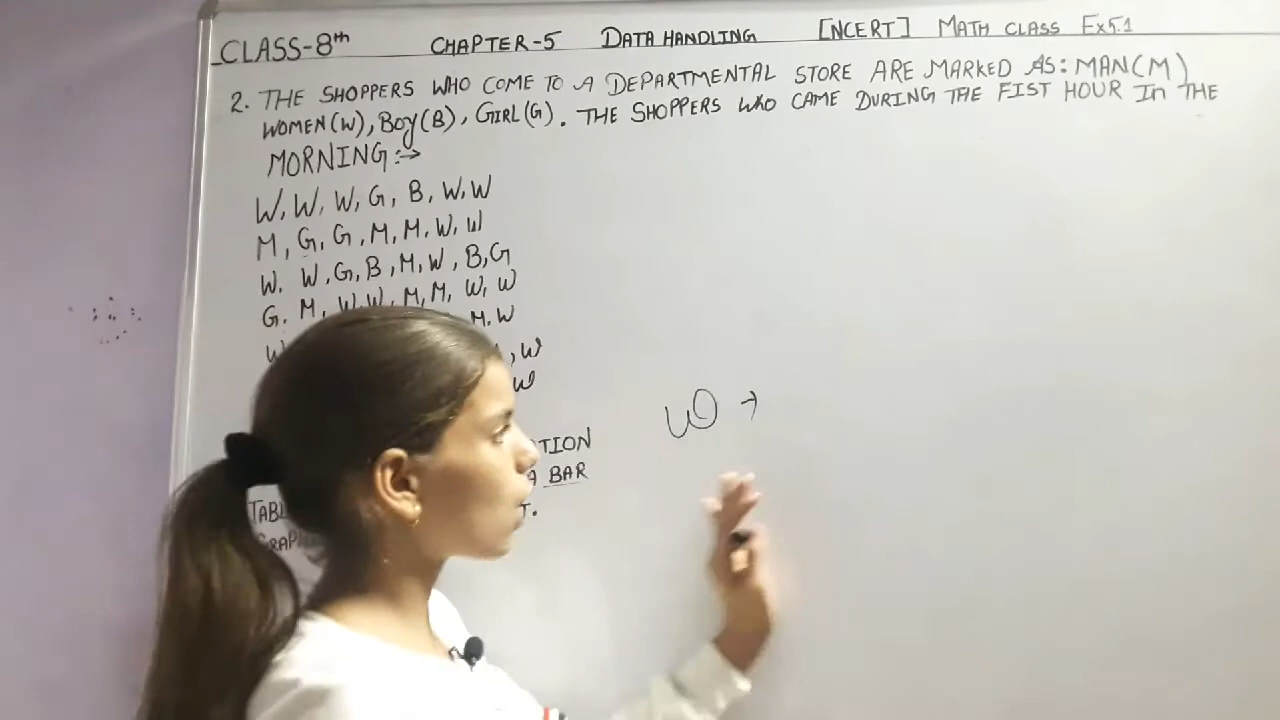 CLASS-8th CHAPTER-5 DATA HANDLING [NCERT] MATH CLASS Ex5.1
2. THE SHOPPERS WHO COME TO A DEPARTMENTAL STORE ARE MARKED AS: MAN(M)
WOMEN(W), BOY(B), GIRL(G). THE SHOPPERS WHO CAME DURING THE FIST HOUR IN THE
MORNING:→
W, W, W, G, B, W, W
M, G, G, M, M, W, W
W. W, G, B, M, W, B, G
G. M, W, W, M, M, W, W
W M, W
, W
W
TION
A BAR
TABL T.
GRAPH
W →